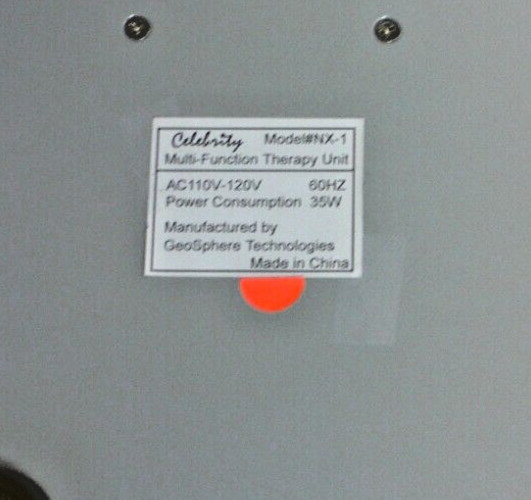 Celebrity Model#NX-1
Multi-Function Therapy Unit
AC110V-120V 60HZ
Power Consumption 35W
Manufactured by
GeoSphere Technologies
Made in China